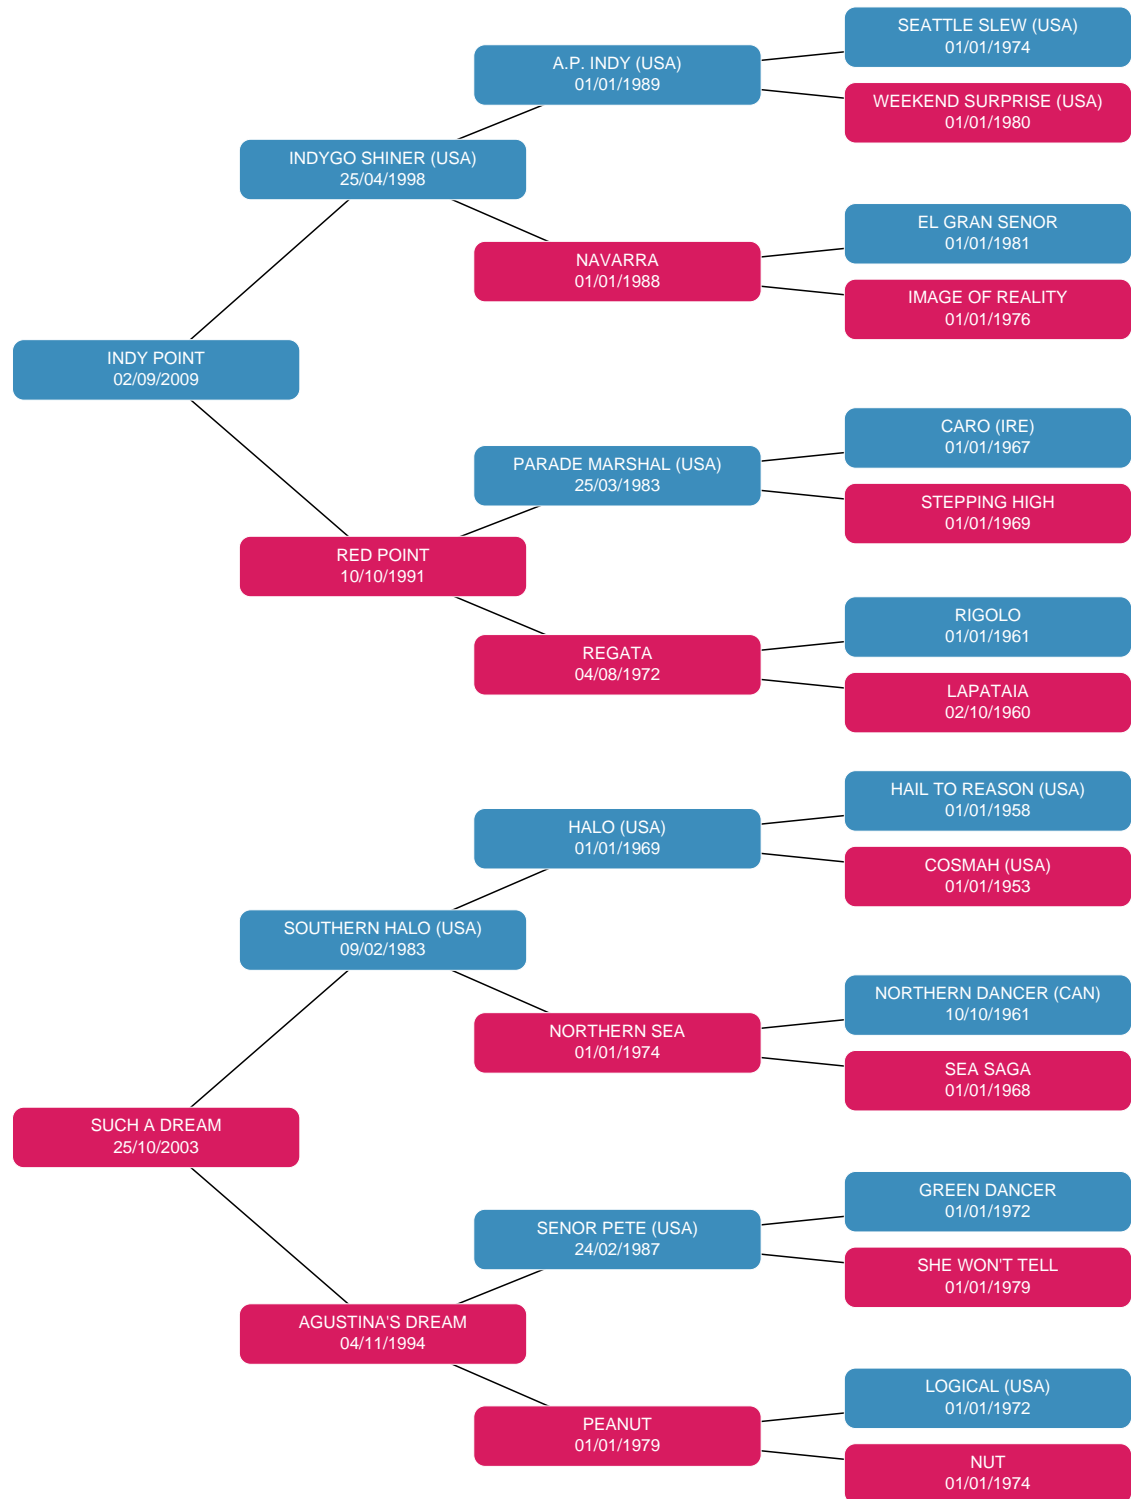 SEATTLE SLEW (USA)
01/01/1974
A.P. INDY (USA)
01/01/1989
WEEKEND SURPRISE (USA)
01/01/1980
INDYGO SHINER (USA)
25/04/1998
EL GRAN SENOR
01/01/1981
NAVARRA
01/01/1988
IMAGE OF REALITY
01/01/1976
INDY POINT
02/09/2009
CARO (IRE)
01/01/1967
PARADE MARSHAL (USA)
25/03/1983
STEPPING HIGH
01/01/1969
RED POINT
10/10/1991
RIGOLO
01/01/1961
REGATA
04/08/1972
LAPATAIA
02/10/1960
HAIL TO REASON (USA)
01/01/1958
HALO (USA)
01/01/1969
COSMAH (USA)
01/01/1953
SOUTHERN HALO (USA)
09/02/1983
NORTHERN DANCER (CAN)
10/10/1961
NORTHERN SEA
01/01/1974
SEA SAGA
01/01/1968
SUCH A DREAM
25/10/2003
GREEN DANCER
01/01/1972
SENOR PETE (USA)
24/02/1987
SHE WON'T TELL
01/01/1979
AGUSTINA'S DREAM
04/11/1994
LOGICAL (USA)
01/01/1972
PEANUT
01/01/1979
NUT
01/01/1974